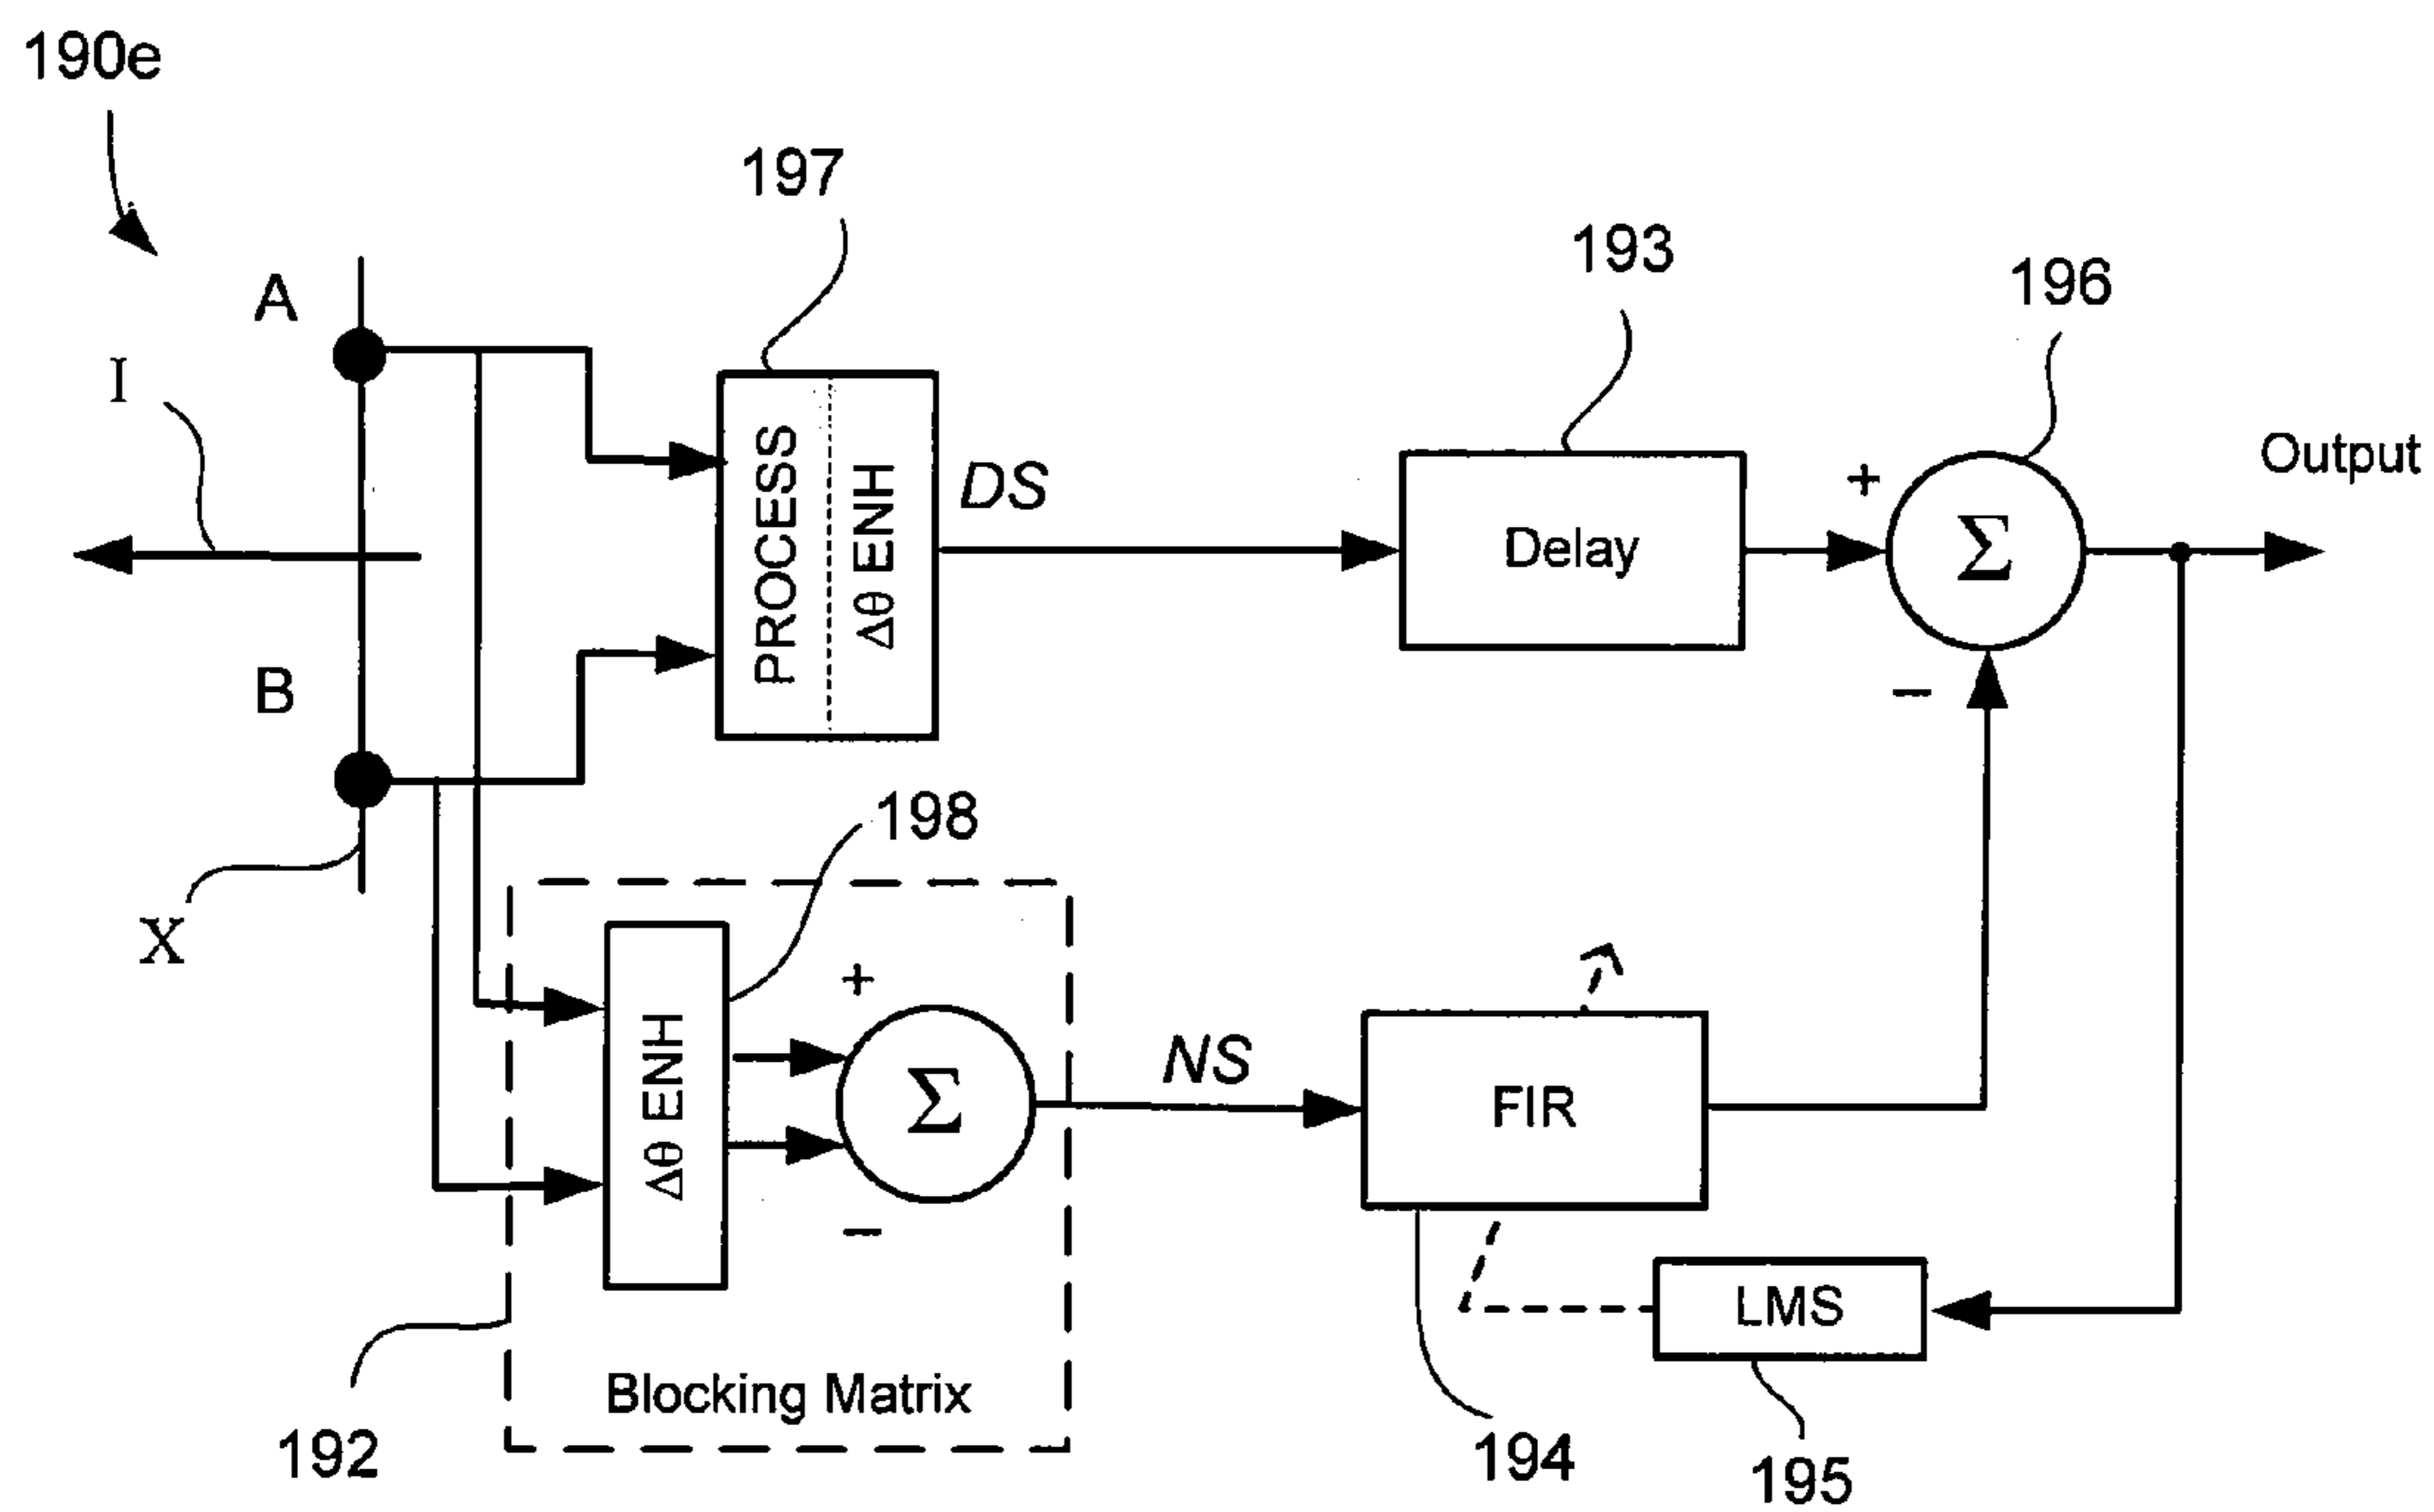 190e
197
193
196
A
I
Output
+
DS
PROCESS
Δθ ENH
Delay
Σ
B
−
198
X
+
Δθ ENH
Σ
NS
FIR
−
LMS
Blocking Matrix
192
194
195